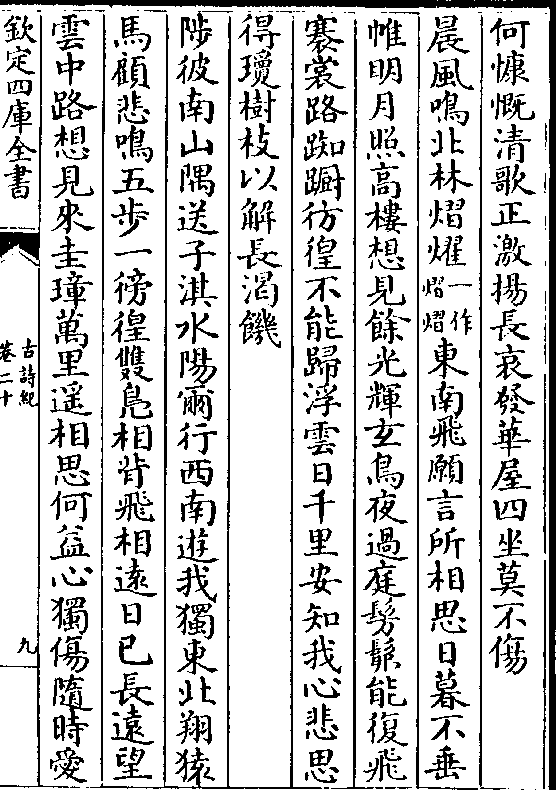 何慷慨清歌正激揚長哀發華屋四坐莫不傷
晨風鳴北林熠燿一作熠熠東南飛願言所相思日暮不垂
帷明月照高樓想見餘光輝玄鳥夜過庭髣髴能復飛
褰裳路踟蹰彷徨不能歸浮雲日千里安知我心悲思
得瓊樹枝以解長渴饑
陟彼南山隅送子淇水陽爾行西南遊我獨東北翔猿
馬顧悲鳴五步一徬徨雙鳧相背飛相遠日已長遠望
雲中路想見來圭璋萬里遥相思何益心獨傷隨時愛
欽定四庫全書
古詩紀
卷二十
九